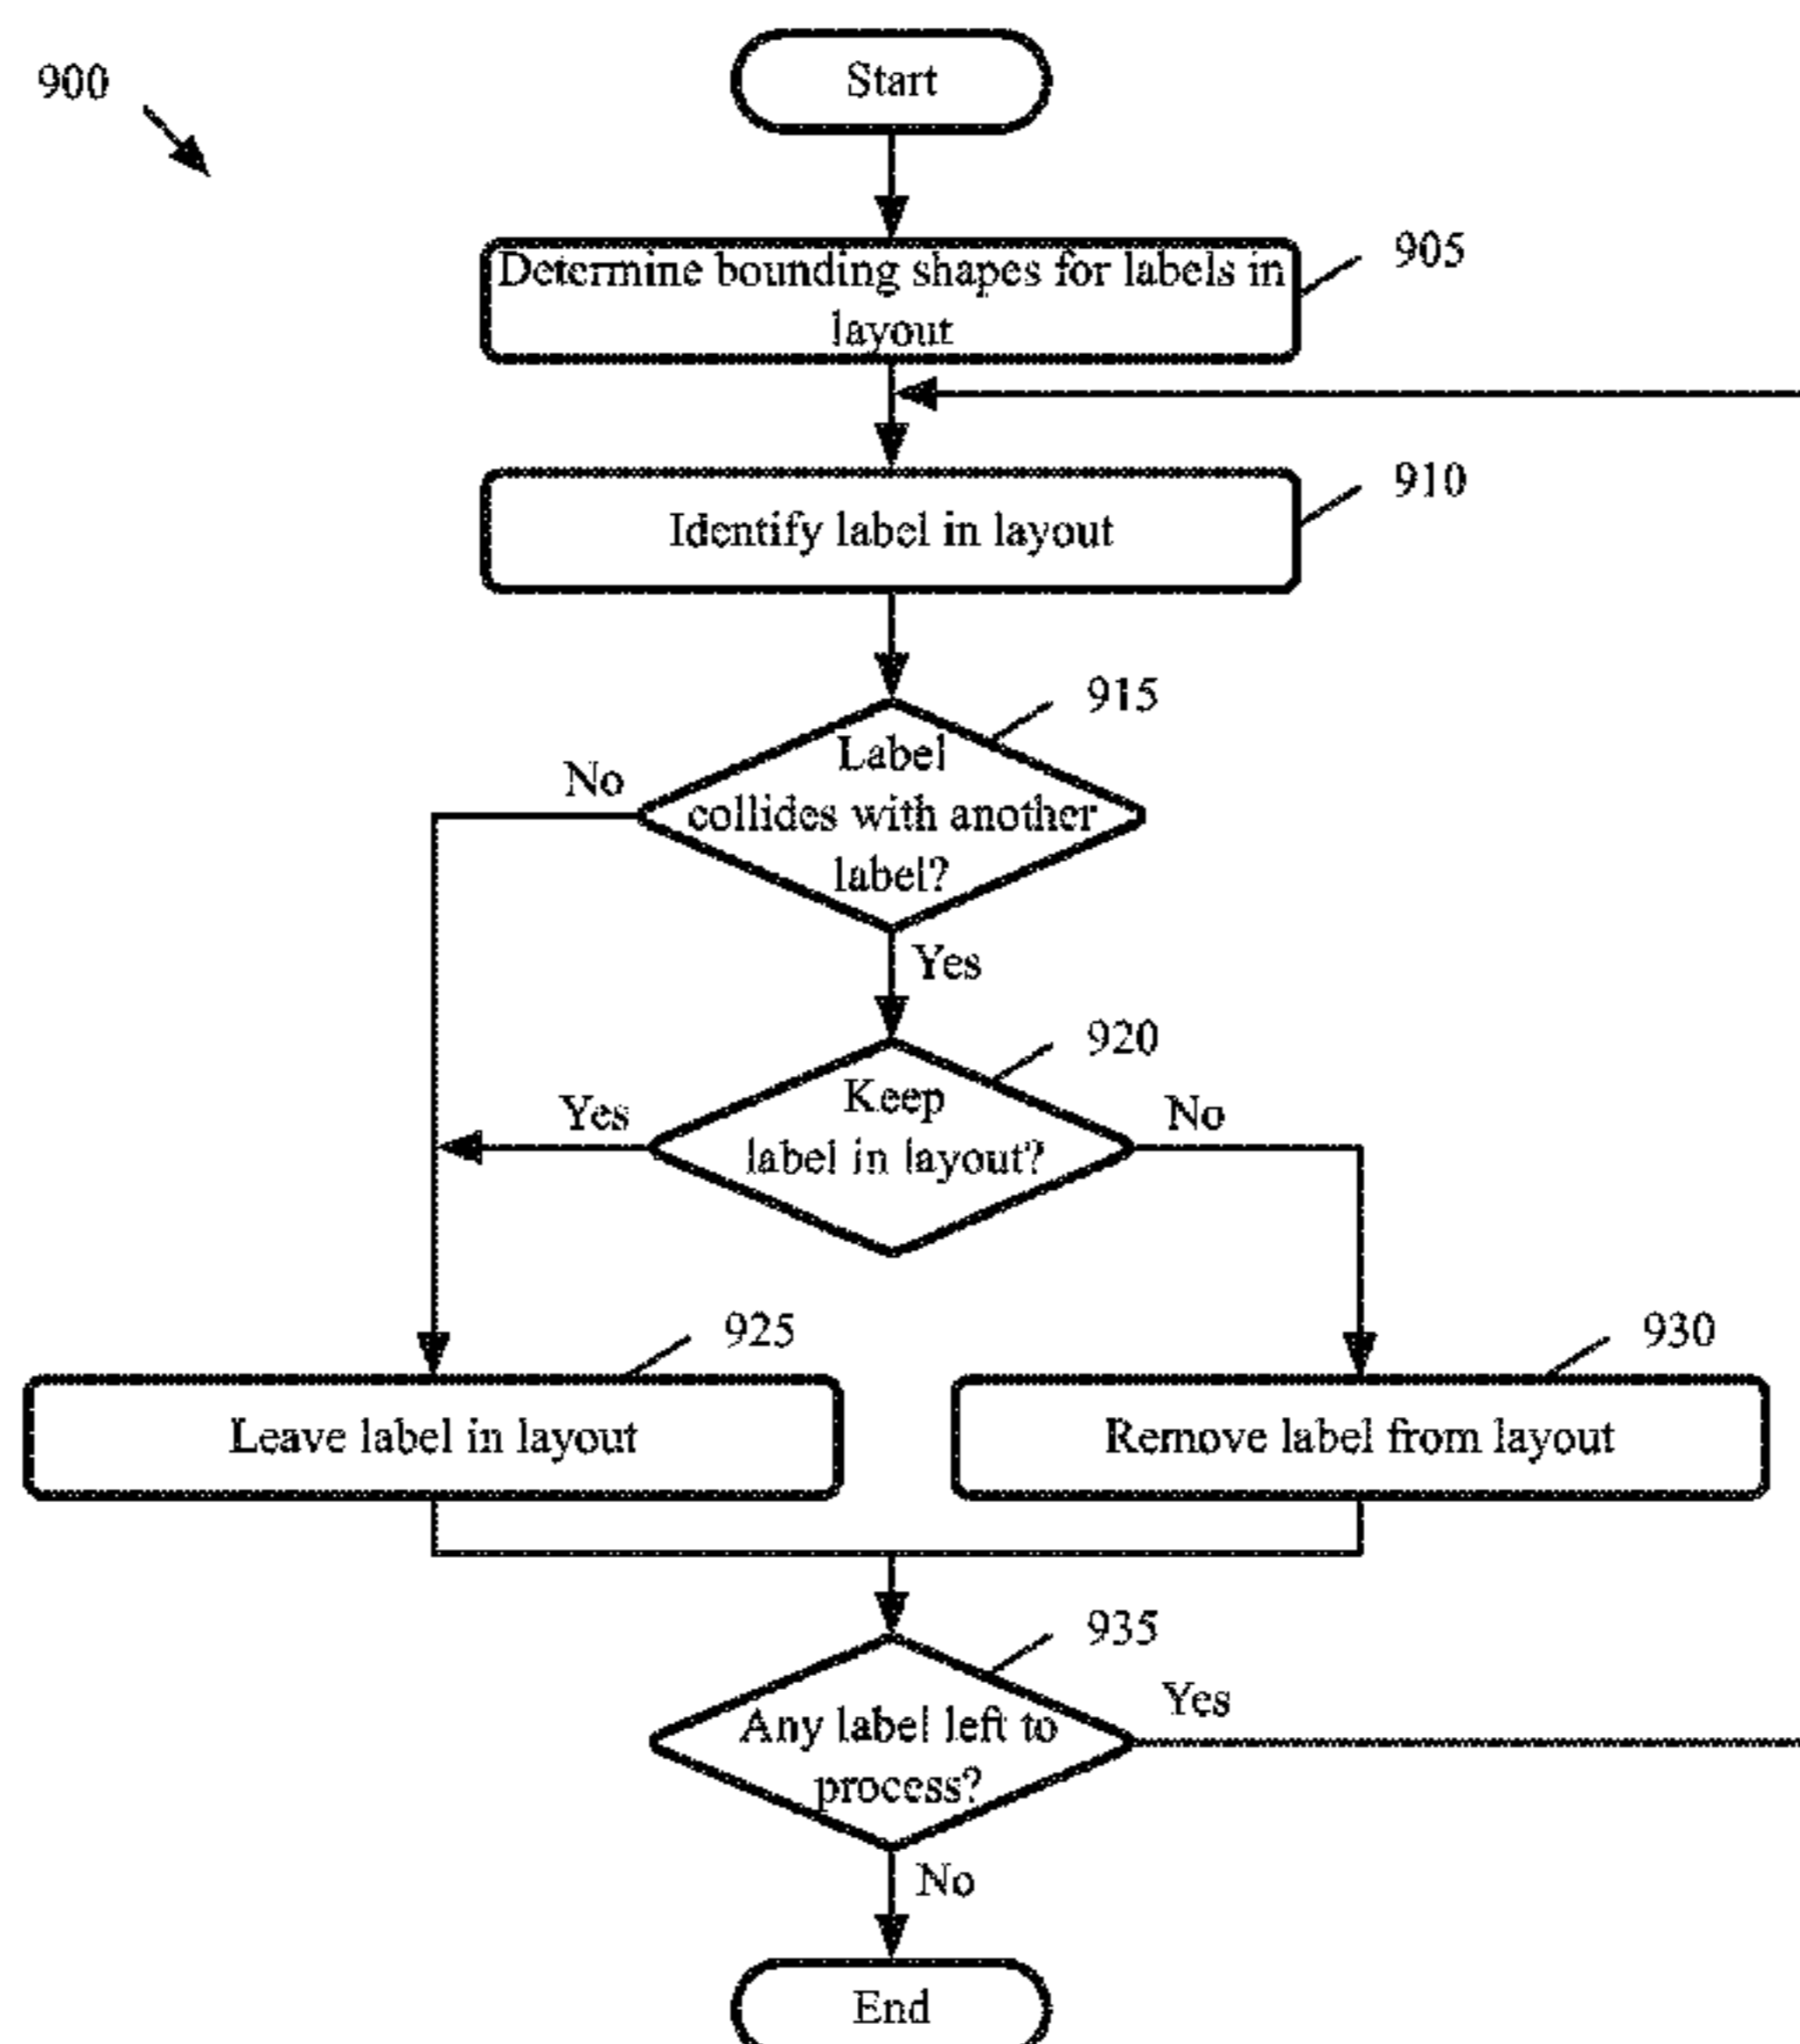 900
Start
Determine bounding shapes for labels in
layout
905
Identify label in layout
910
Label
collides with another
label?
915
No
Yes
Keep
label in layout?
920
Yes
No
Leave label in layout
925
Remove label from layout
930
Any label left to
process?
935
Yes
No
End